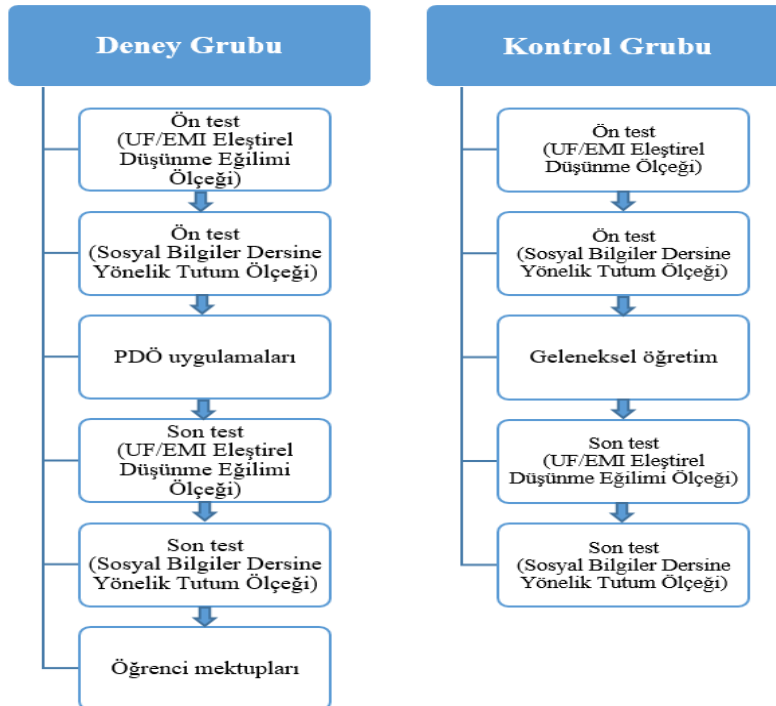 Deney Grubu
Ön test
(UF/EMI Eleştirel
Düşünme Eğilimi
Ölçeği)
Ön test
(Sosyal Bilgiler Dersine
Yönelik Tutum Ölçeği)
PDÖ uygulamaları
Son test
(UF/EMI Eleştirel
Düşünme Eğilimi
Ölçeği)
Son test
(Sosyal Bilgiler Dersine
Yönelik Tutum Ölçeği)
Öğrenci mektupları
Kontrol Grubu
Ön test
(UF/EMI Eleştirel
Düşünme Ölçeği)
Ön test
(Sosyal Bilgiler Dersine
Yönelik Tutum Ölçeği)
Geleneksel öğretim
Son test
(UF/EMI Eleştirel
Düşünme Eğilimi Ölçeği)
Son test
(Sosyal Bilgiler Dersine
Yönelik Tutum Ölçeği)